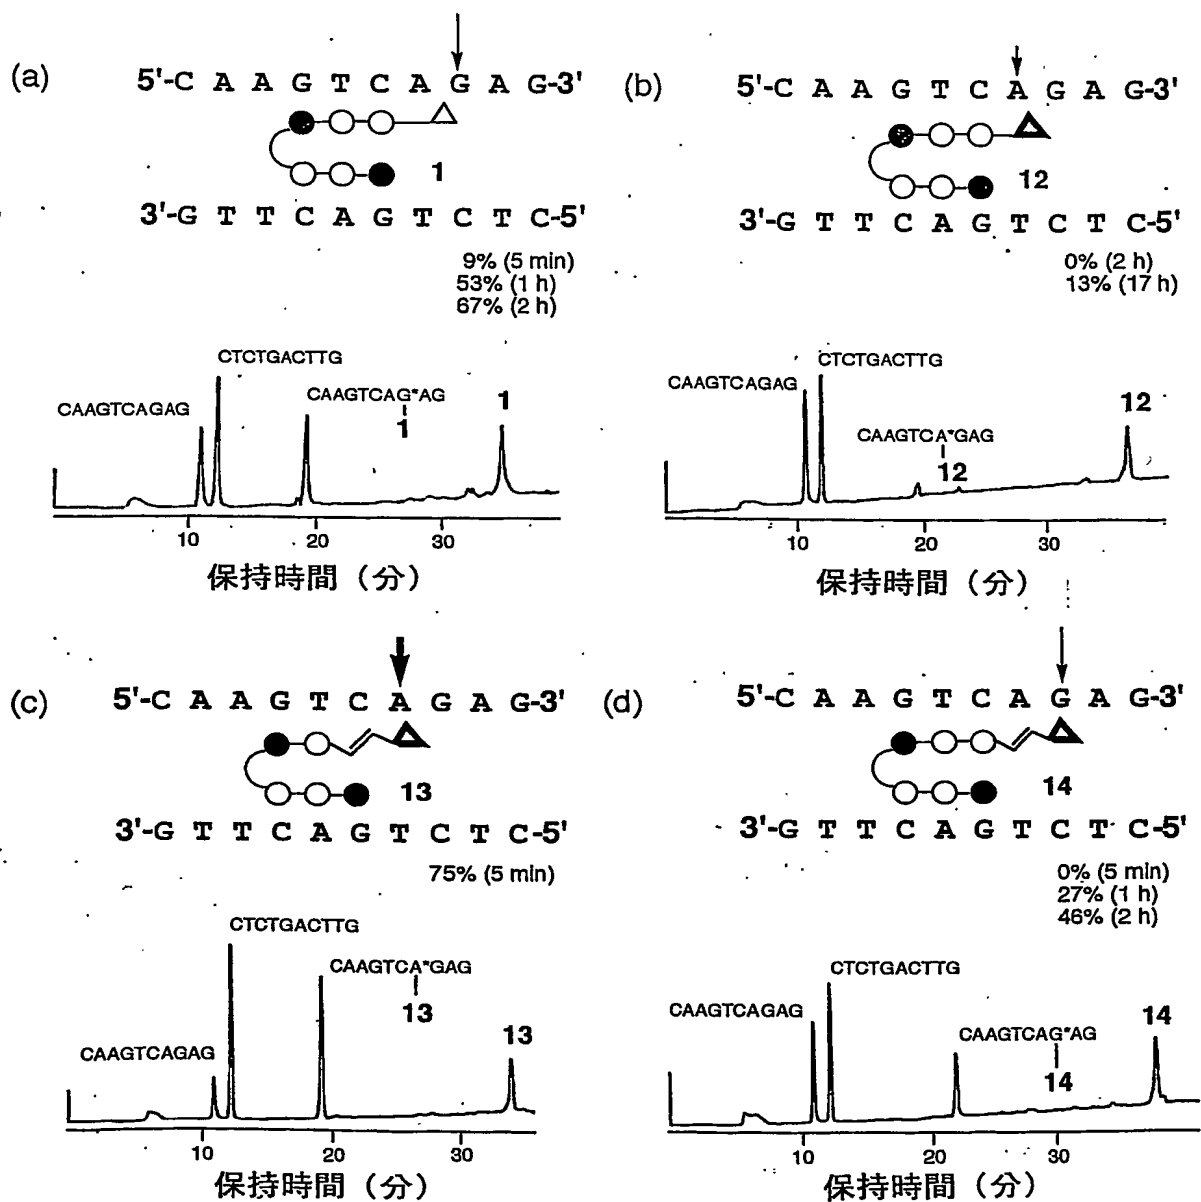 (a)
5'-C A A G T C A G A G-3'
1
3'-G T T C A G T C T C-5'
9% (5 min)
53% (1 h)
67% (2 h)
CTCTGACTTG
CAAGTCAGAG
CAAGTCAG*AG
1
1
10 20 30
保持時間（分）
(b)
5'-C A A G T C A G A G-3'
12
3'-G T T C A G T C T C-5'
0% (2 h)
13% (17 h)
CTCTGACTTG
CAAGTCAGAG
CAAGTCA*GAG
12
12
10 20 30
保持時間（分）
(c)
5'-C A A G T C A G A G-3'
13
3'-G T T C A G T C T C-5'
75% (5 min)
CTCTGACTTG
CAAGTCA*GAG
13
13
CAAGTCAGAG
10 20 30
保持時間（分）
(d)
5'-C A A G T C A G A G-3'
14
3'-G T T C A G T C T C-5'
0% (5 min)
27% (1 h)
46% (2 h)
CTCTGACTTG
CAAGTCAGAG
CAAGTCAG*AG
14
14
10 20 30
保持時間（分）